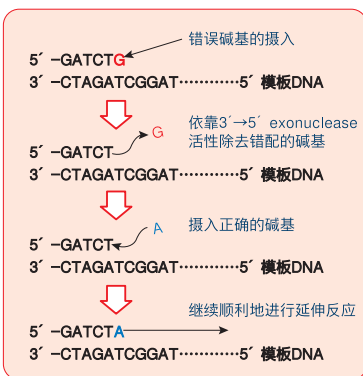 错误碱基的摄入
5´ -GATCTG
3´ -CTAGATCGGAT············5´ 模板DNA
G
依靠3´→5´ exonuclease
活性除去错配的碱基
5´ -GATCT
3´ -CTAGATCGGAT············5´ 模板DNA
A
摄入正确的碱基
5´ -GATCT
3´ -CTAGATCGGAT············5´ 模板DNA
继续顺利地进行延伸反应
5´ -GATCTA
3´ -CTAGATCGGAT············5´ 模板DNA